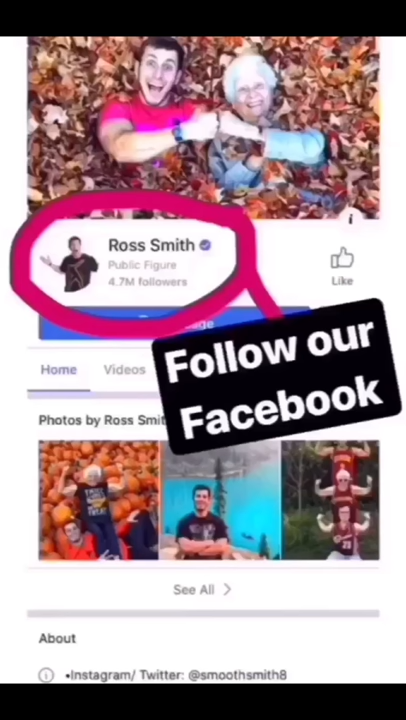 Ross Smith
Public Figure
4.7M followers
Like
Follow our
Facebook
Home
Videos
Photos by Ross Smit
See All
About
•Instagram/ Twitter: @smoothsmith8